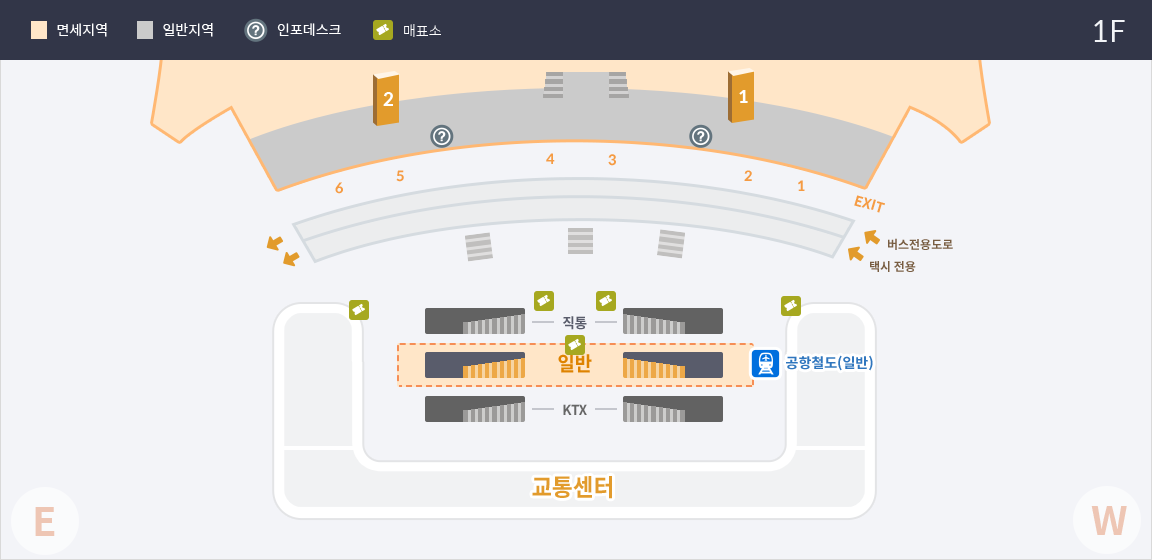 면세지역
일반지역
인포데스크
매표소
1F
2
1
4
3
5
2
6
1
EXIT
버스전용도로
택시 전용
직통
일반
공항철도(일반)
KTX
교통센터
E
W